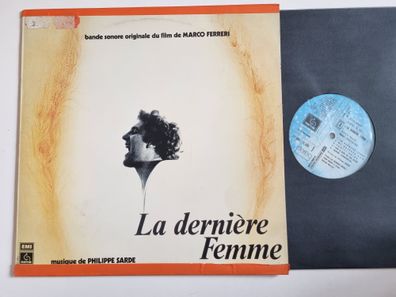 bande sonore originale du film de MARCO FERRERI
La dernière
Femme
EMI
musique de PHILIPPE SARDE